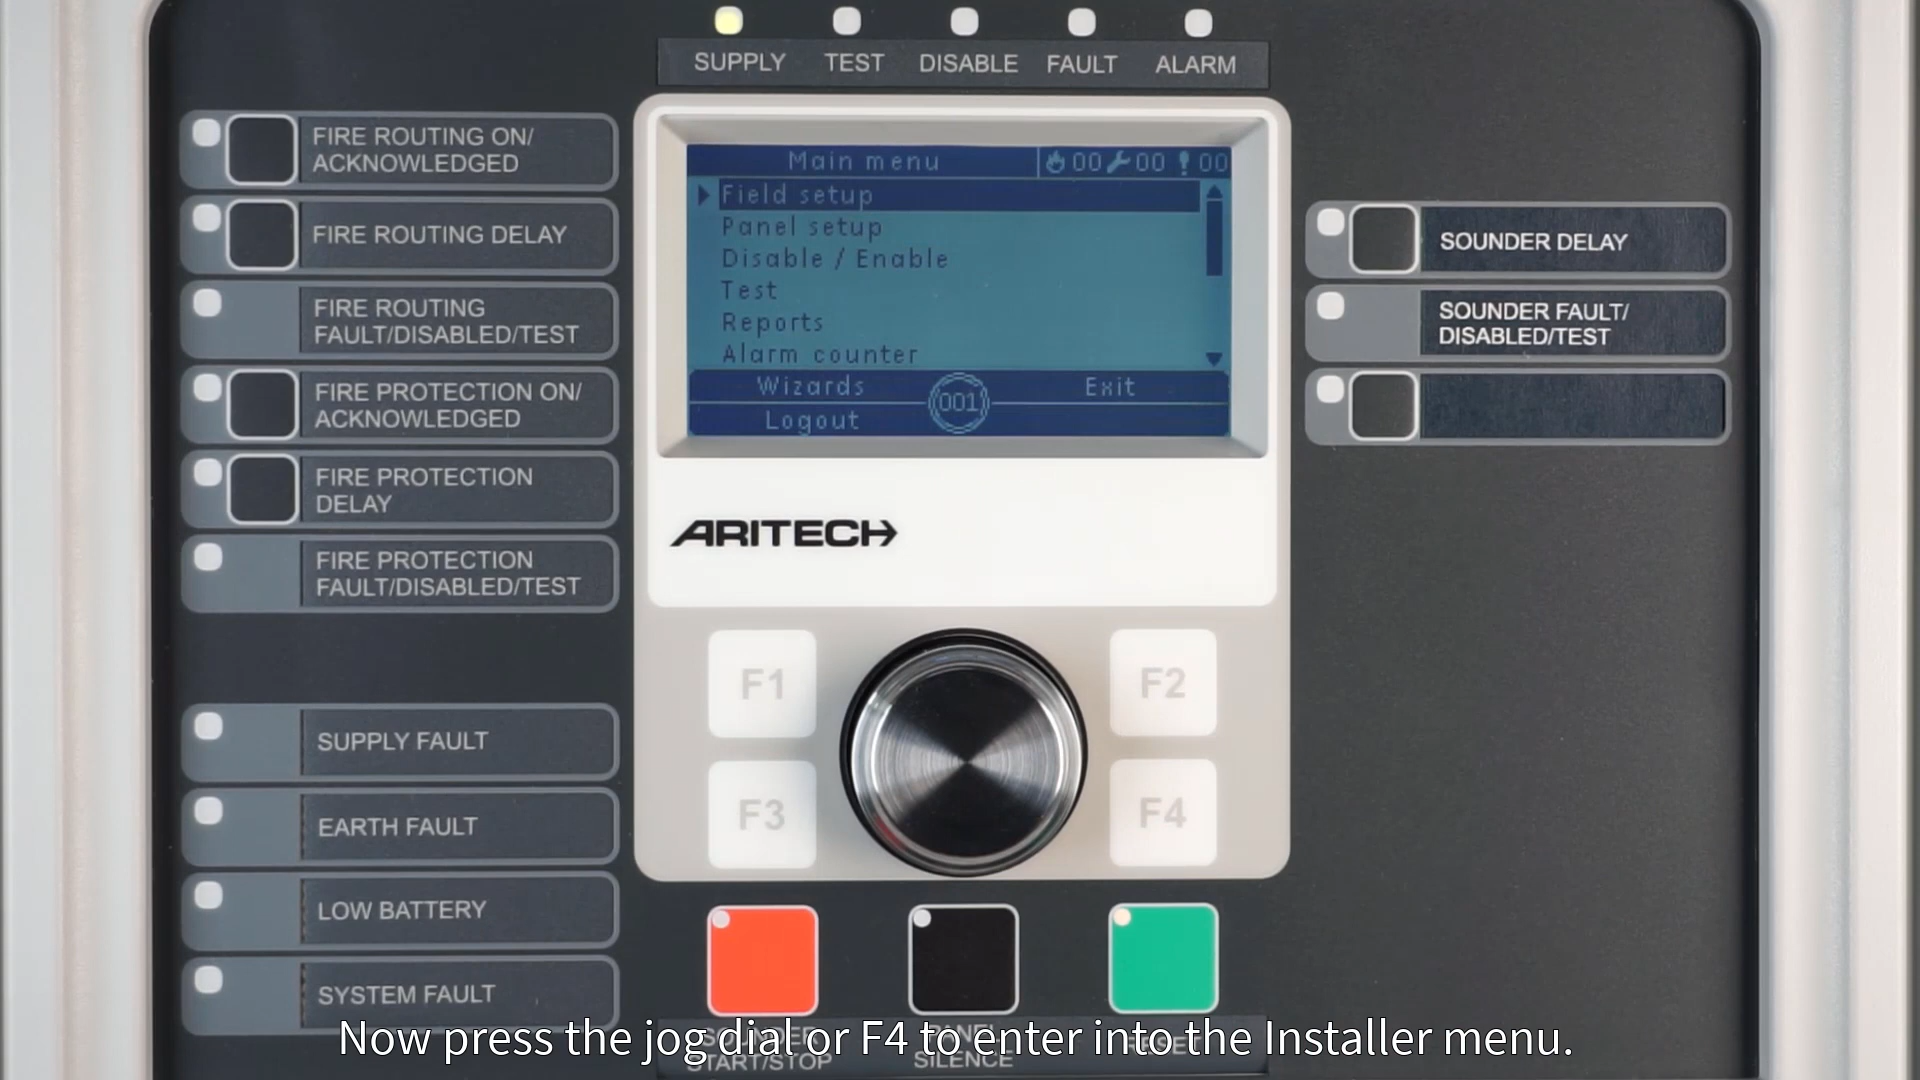 SUPPLY TEST DISABLE FAULT ALARM
FIRE ROUTING ON/
ACKNOWLEDGED
FIRE ROUTING DELAY
FIRE ROUTING
FAULT/DISABLED/TEST
FIRE PROTECTION ON/
ACKNOWLEDGED
FIRE PROTECTION
DELAY
FIRE PROTECTION
FAULT/DISABLED/TEST
SUPPLY FAULT
EARTH FAULT
LOW BATTERY
SYSTEM FAULT
Main menu 00 00 00
Field setup
Panel setup
Disable / Enable
Test
Reports
Alarm counter
Wizards Exit
001
Logout
ARITECH
F1 F2
F3 F4
SOUNDER DELAY
SOUNDER FAULT/
DISABLED/TEST
SOUNDER PANEL RESET
START/STOP SILENCE
Now press the jog dial or F4 to enter into the Installer menu.